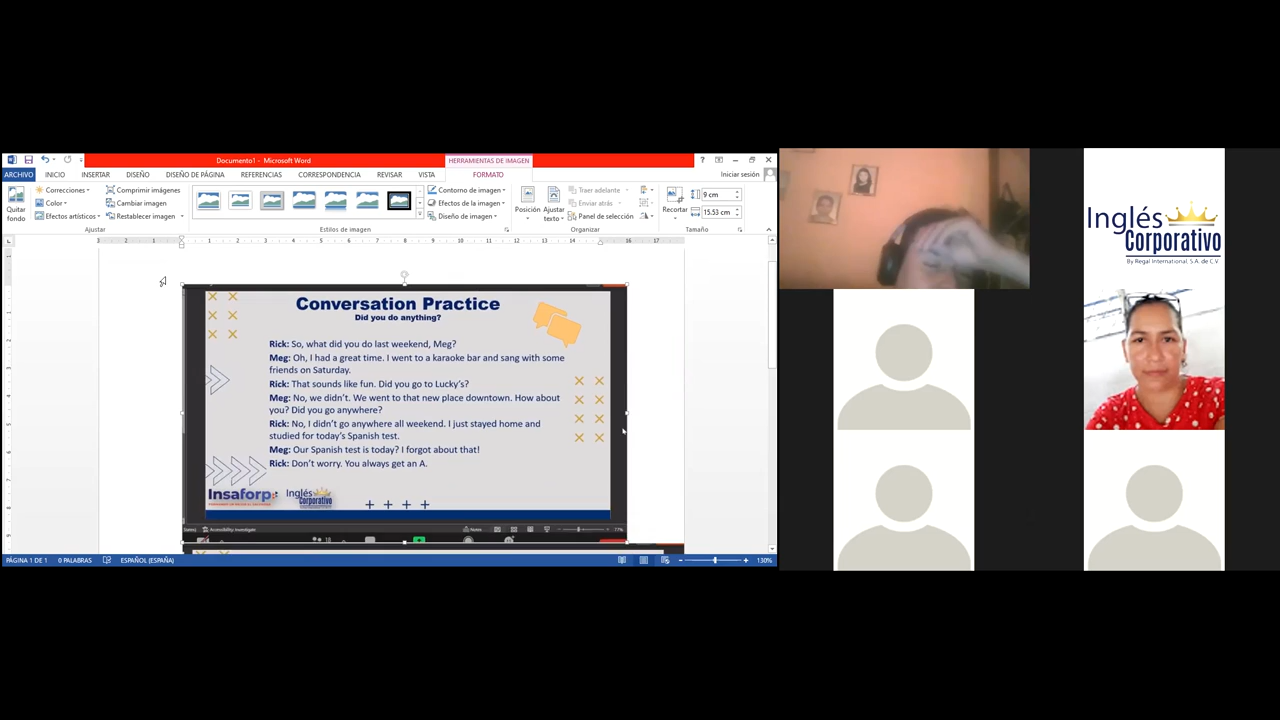 Documento1 - Microsoft Word
HERRAMIENTAS DE IMAGEN
ARCHIVO INICIO INSERTAR DISEÑO DISEÑO DE PÁGINA REFERENCIAS CORRESPONDENCIA REVISAR VISTA FORMATO Iniciar sesión
Quitar fondo
Correcciones
Color
Efectos artísticos
Comprimir imágenes
Cambiar imagen
Restablecer imagen
Contorno de imagen
Efectos de la imagen
Diseño de imagen
Posición
Ajustar texto
Traer adelante
Enviar atrás
Panel de selección
Recortar
9 cm
15.53 cm
Ajustar Estilos de imagen Organizar Tamaño
Conversation Practice
Did you do anything?
Rick: So, what did you do last weekend, Meg?
Meg: Oh, I had a great time. I went to a karaoke bar and sang with some
friends on Saturday.
Rick: That sounds like fun. Did you go to Lucky's?
Meg: No, we didn't. We went to that new place downtown. How about
you? Did you go anywhere?
Rick: No, I didn't go anywhere all weekend. I just stayed home and
studied for today's Spanish test.
Meg: Our Spanish test is today? I forgot about that!
Rick: Don't worry. You always get an A.
Insaforp
Inglés
Corporativo
Accessibility: Investigate
Notes
77%
18
PÁGINA 1 DE 1 0 PALABRAS ESPAÑOL (ESPAÑA) 130%
Inglés
Corporativo
By Regal International, S.A. de C.V